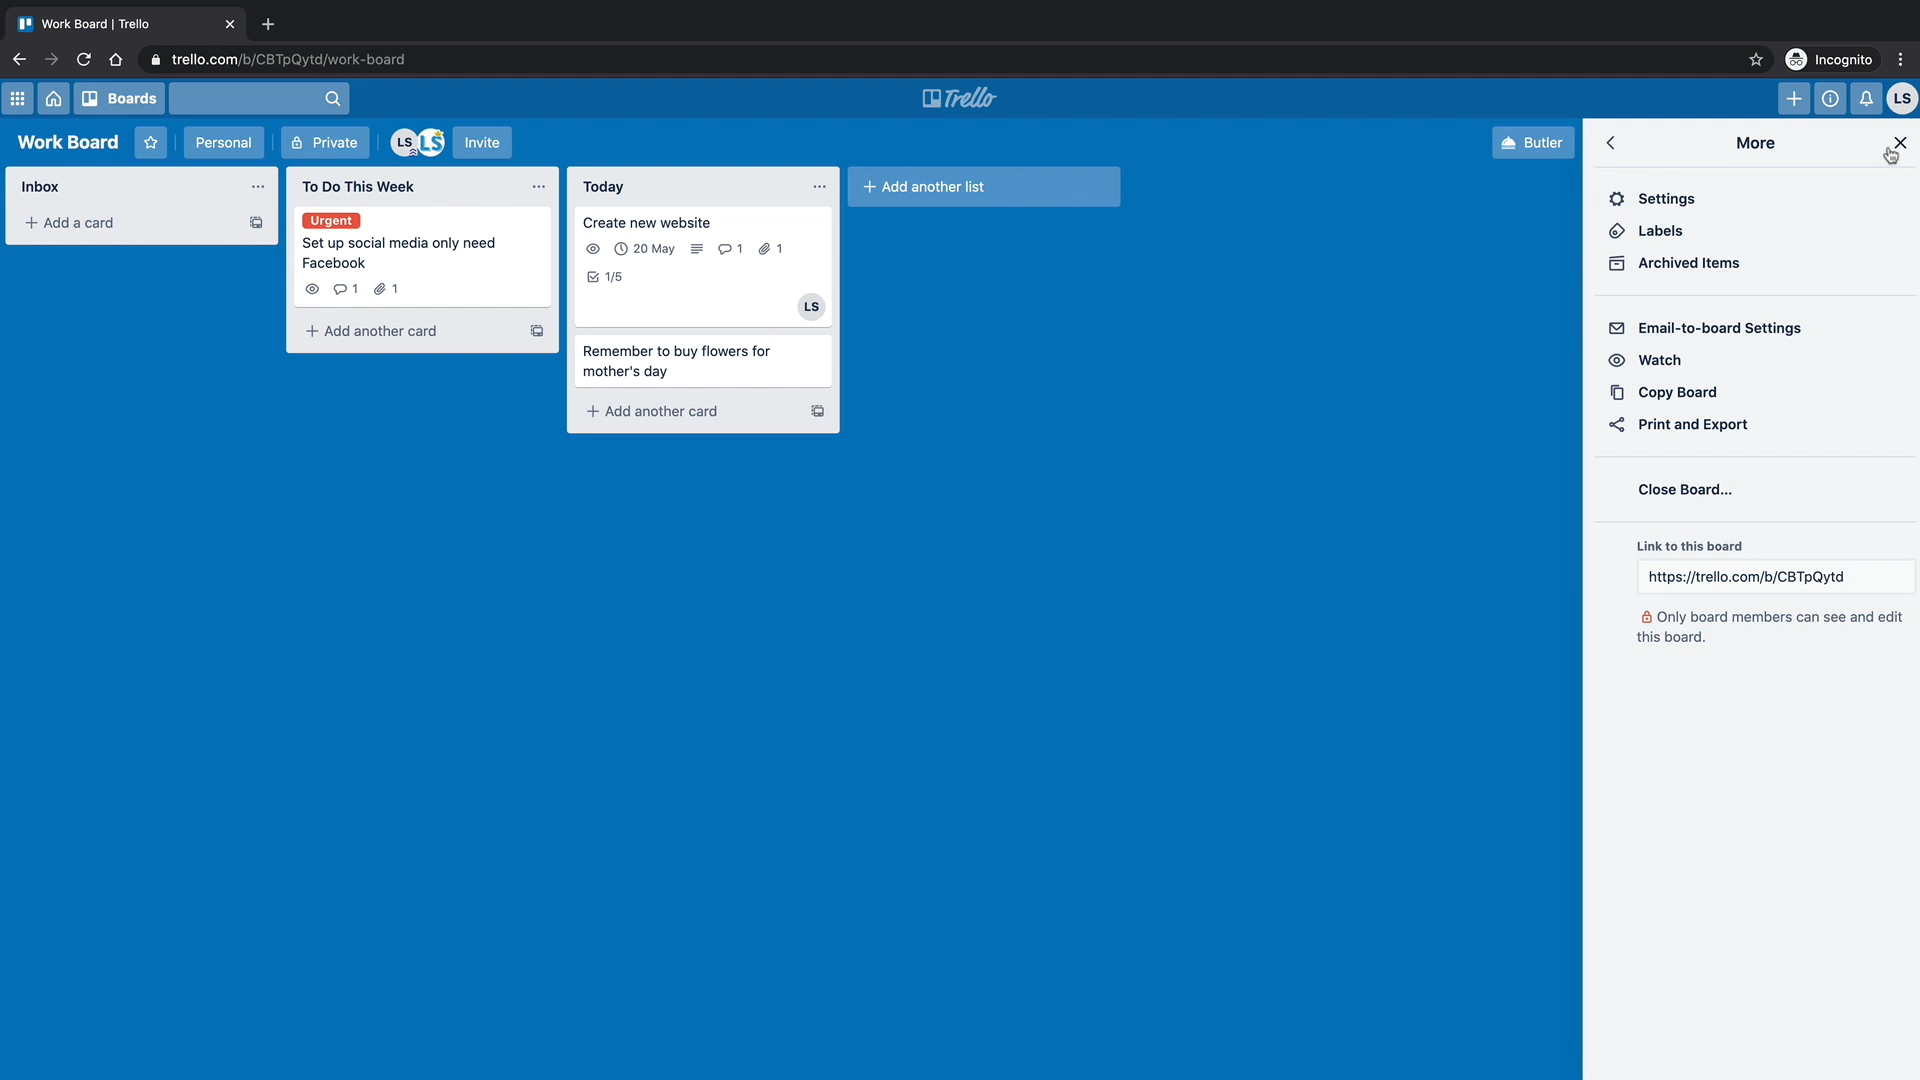 Work Board | Trello
trello.com/b/CBTpQytd/work-board
Incognito
Boards
Trello
LS
Work Board
Personal
Private
LS
LS
Invite
Butler
Inbox
Add a card
To Do This Week
Urgent
Set up social media only need
Facebook
1
1
Add another card
Today
Create new website
20 May
1
1
1/5
LS
Remember to buy flowers for
mother's day
Add another card
Add another list
More
Settings
Labels
Archived Items
Email-to-board Settings
Watch
Copy Board
Print and Export
Close Board...
Link to this board
https://trello.com/b/CBTpQytd
Only board members can see and edit
this board.